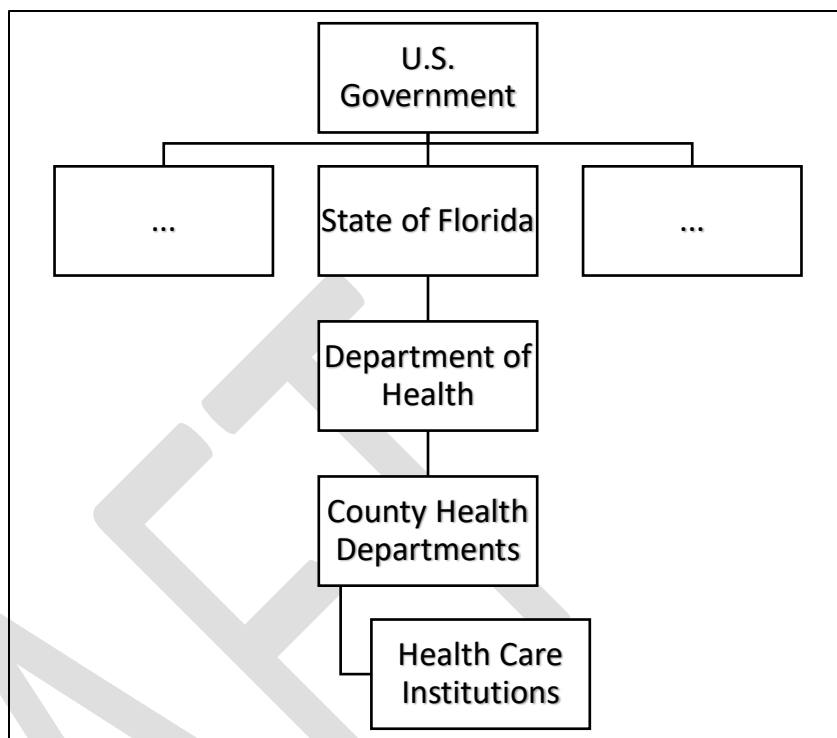 U.S.
Government
...
State of Florida
...
Department of
Health
County Health
Departments
Health Care
Institutions